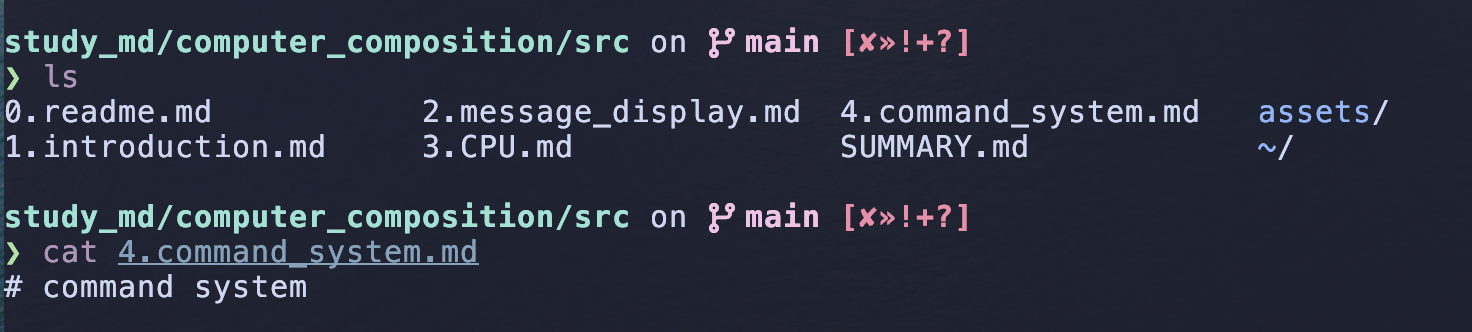 study_md/computer_composition/src on main [✘»!+?]
❯ ls
0.readme.md 2.message_display.md 4.command_system.md assets/
1.introduction.md 3.CPU.md SUMMARY.md ~/
study_md/computer_composition/src on main [✘»!+?]
❯ cat 4.command_system.md
# command system